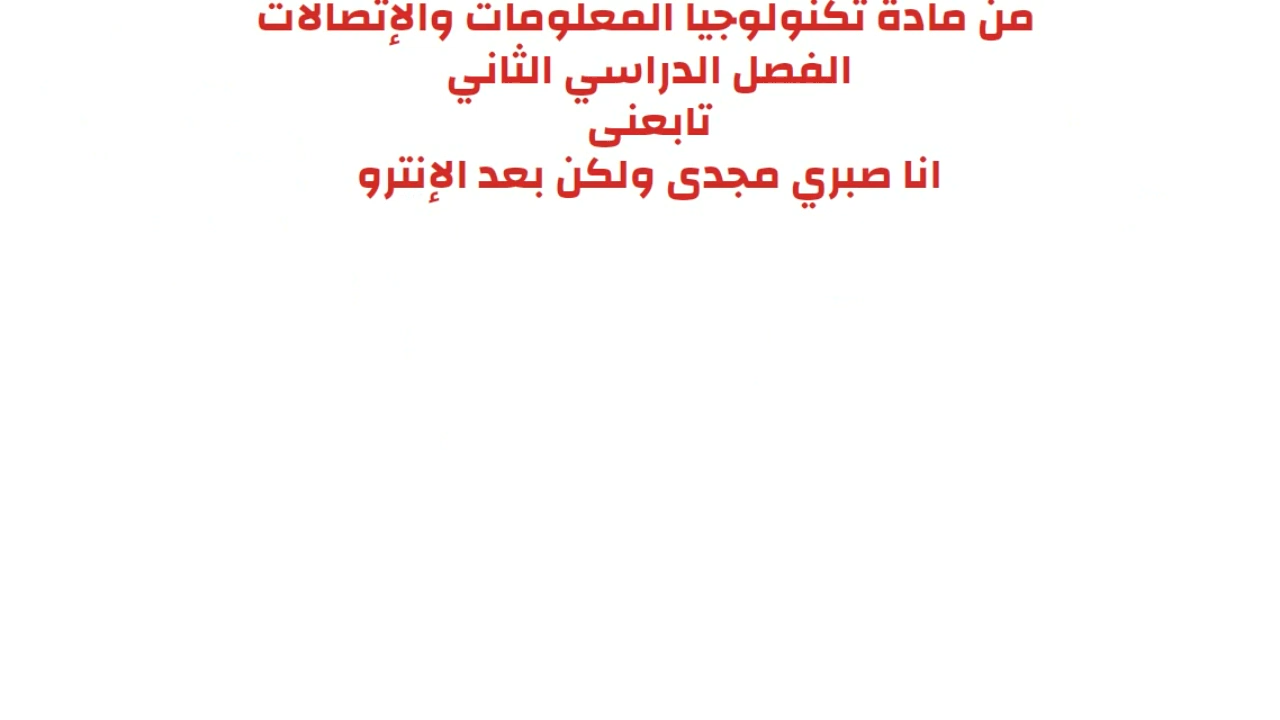 من مادة تكنولوجيا المعلومات والإتصالات
الفصل الدراسي الثاني
تابعنى
انا صبري مجدى ولكن بعد الإنترو